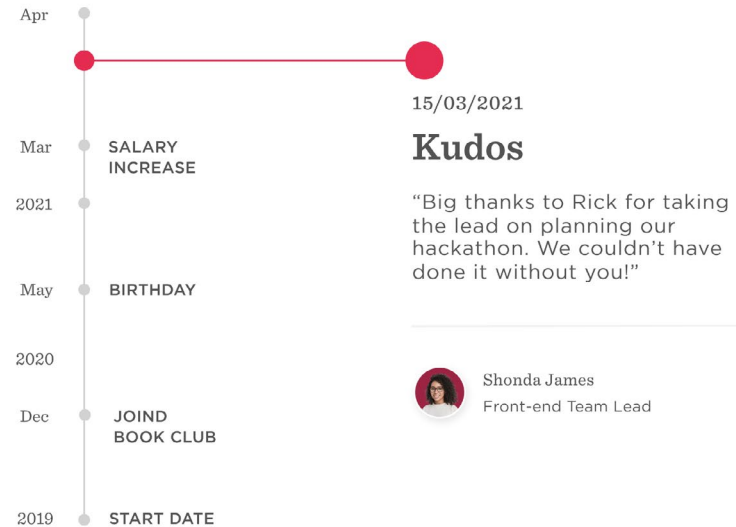 Apr
15/03/2021
Kudos
Mar
SALARY
INCREASE
2021
“Big thanks to Rick for taking
the lead on planning our
hackathon. We couldn’t have
done it without you!”
May
BIRTHDAY
2020
Shonda James
Front-end Team Lead
Dec
JOIND
BOOK CLUB
2019
START DATE